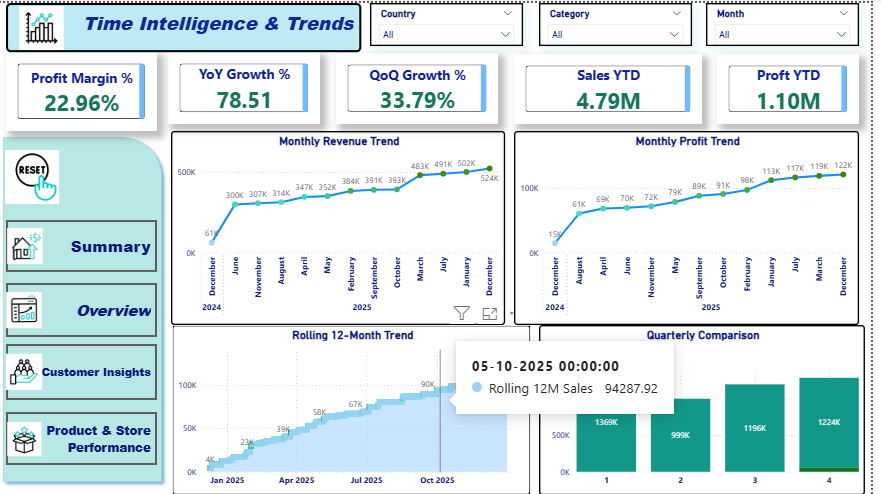 Time Intelligence & Trends
Country
All
Category
All
Month
All
Profit Margin %
22.96%
YoY Growth %
78.51
QoQ Growth %
33.79%
Sales YTD
4.79M
Proft YTD
1.10M
RESET
Summary
Overview
Customer Insights
Product & Store
Performance
Monthly Revenue Trend
500K
0K
61K
300K
307K
314K
347K
352K
384K
391K
393K
483K
491K
502K
524K
December
June
November
August
April
May
February
September
October
March
July
January
December
2024
2025
Monthly Profit Trend
100K
0K
15K
61K
69K
70K
72K
79K
89K
91K
98K
113K
117K
119K
122K
December
August
April
June
November
May
September
October
February
January
July
March
December
2024
2025
Rolling 12-Month Trend
100K
50K
0K
4K
23K
39K
58K
67K
90K
Jan 2025
Apr 2025
Jul 2025
Oct 2025
05-10-2025 00:00:00
Rolling 12M Sales 94287.92
Quarterly Comparison
500K
0K
1369K
999K
1196K
1224K
1
2
3
4